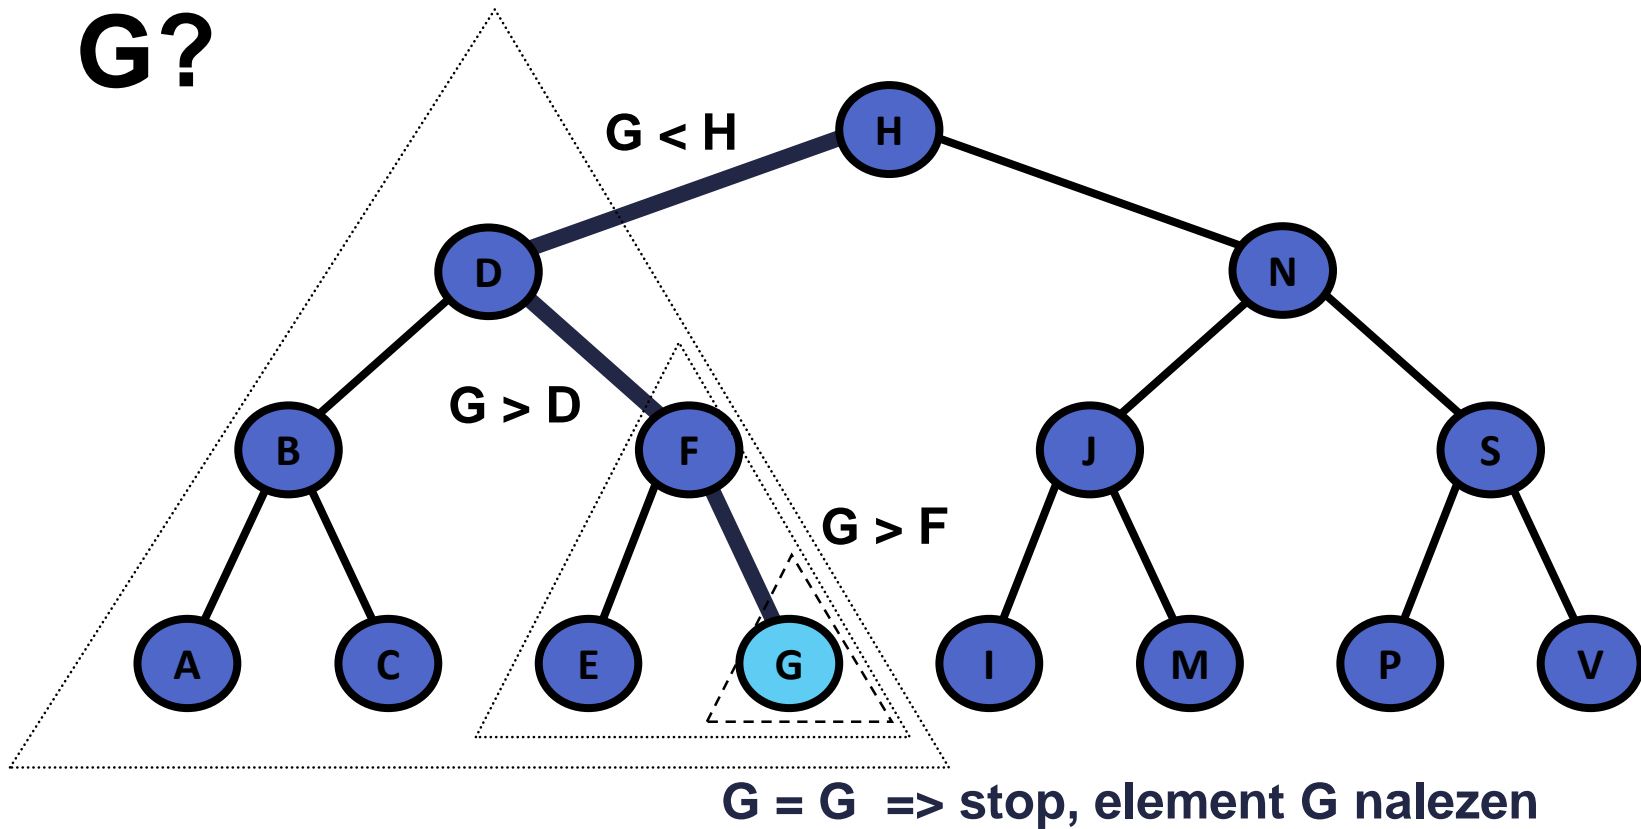 G?
G < H
H
D
N
G > D
B
F
J
S
G > F
A
C
E
G
I
M
P
V
G = G => stop, element G nalezen